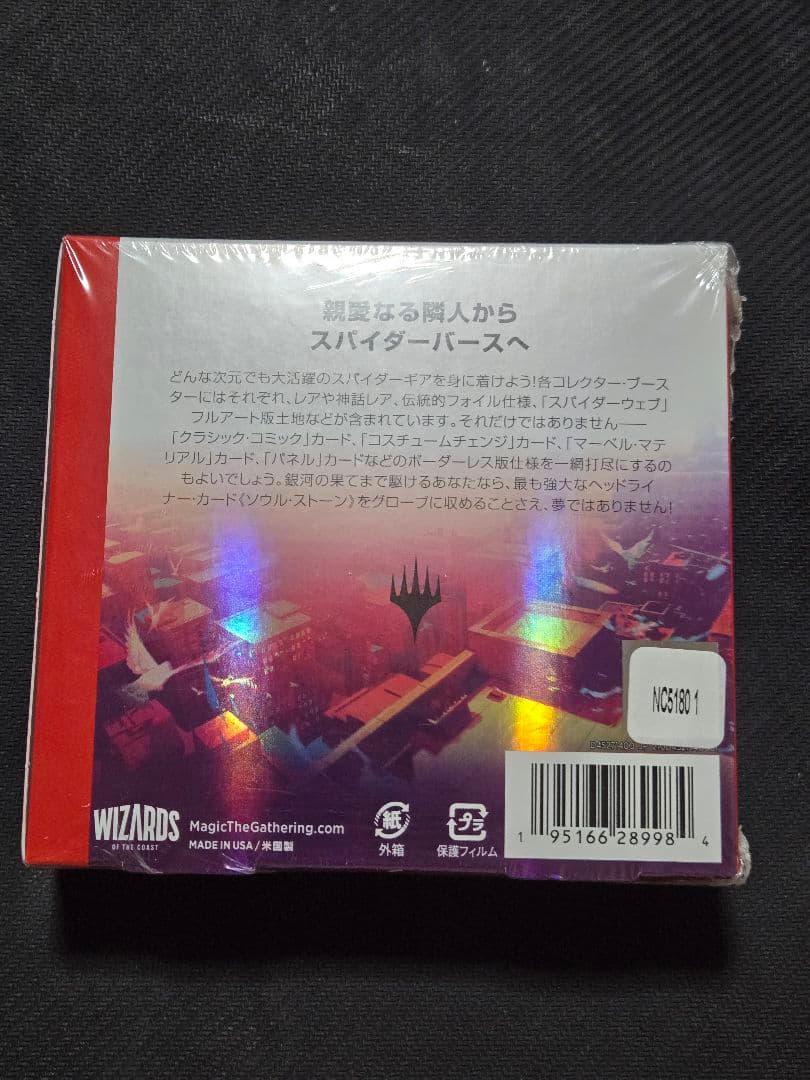 親愛なる隣人から
スパイダーバースへ
どんな次元でも大活躍のスパイダーギアを身に着けよう!各コレクター・ブース
ターにはそれぞれ、レアや神話レア、伝統的フォイル仕様、「スパイダーウェブ」
フルアート版土地などが含まれています。それだけではありません――
「クラシック・コミック」カード、「コスチュームチェンジ」カード、「マーベル・マテ
リアル」カード、「パネル」カードなどのボーダーレス版仕様を一網打尽にするの
もよいでしょう。銀河の果てまで駆けるあなたなら、最も強大なヘッドライ
ナー・カード《ソウル・ストーン》をグローブに収めることさえ、夢ではありません!
NC5180 1
WIZARDS
OF THE COAST
MagicTheGathering.com
MADE IN USA / 米国製
紙
外箱
プラ
保護フィルム
1 95166 28998 4